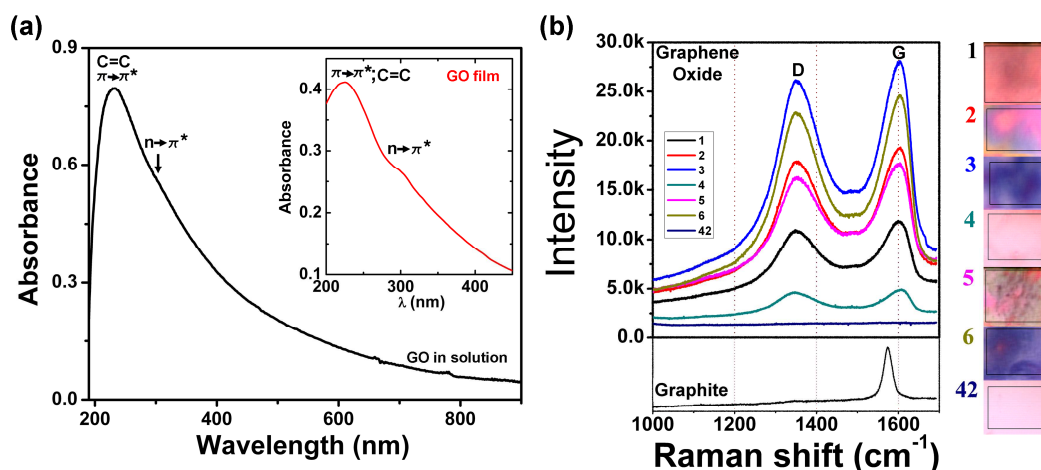 (a)
0.9
0.6
0.3
0.0
Absorbance
C=C
π→π*
n→π*
GO in solution
200
400
600
800
Wavelength (nm)
π→π*;C=C
GO film
n→π*
0.4
0.3
0.2
0.1
Absorbance
200
300
400
λ (nm)
(b)
30.0k
25.0k
20.0k
15.0k
10.0k
5.0k
0.0
Intensity
Graphene
Oxide
D
G
1
2
3
4
5
6
42
Graphite
1000
1200
1400
1600
Raman shift (cm⁻¹)
1
2
3
4
5
6
42